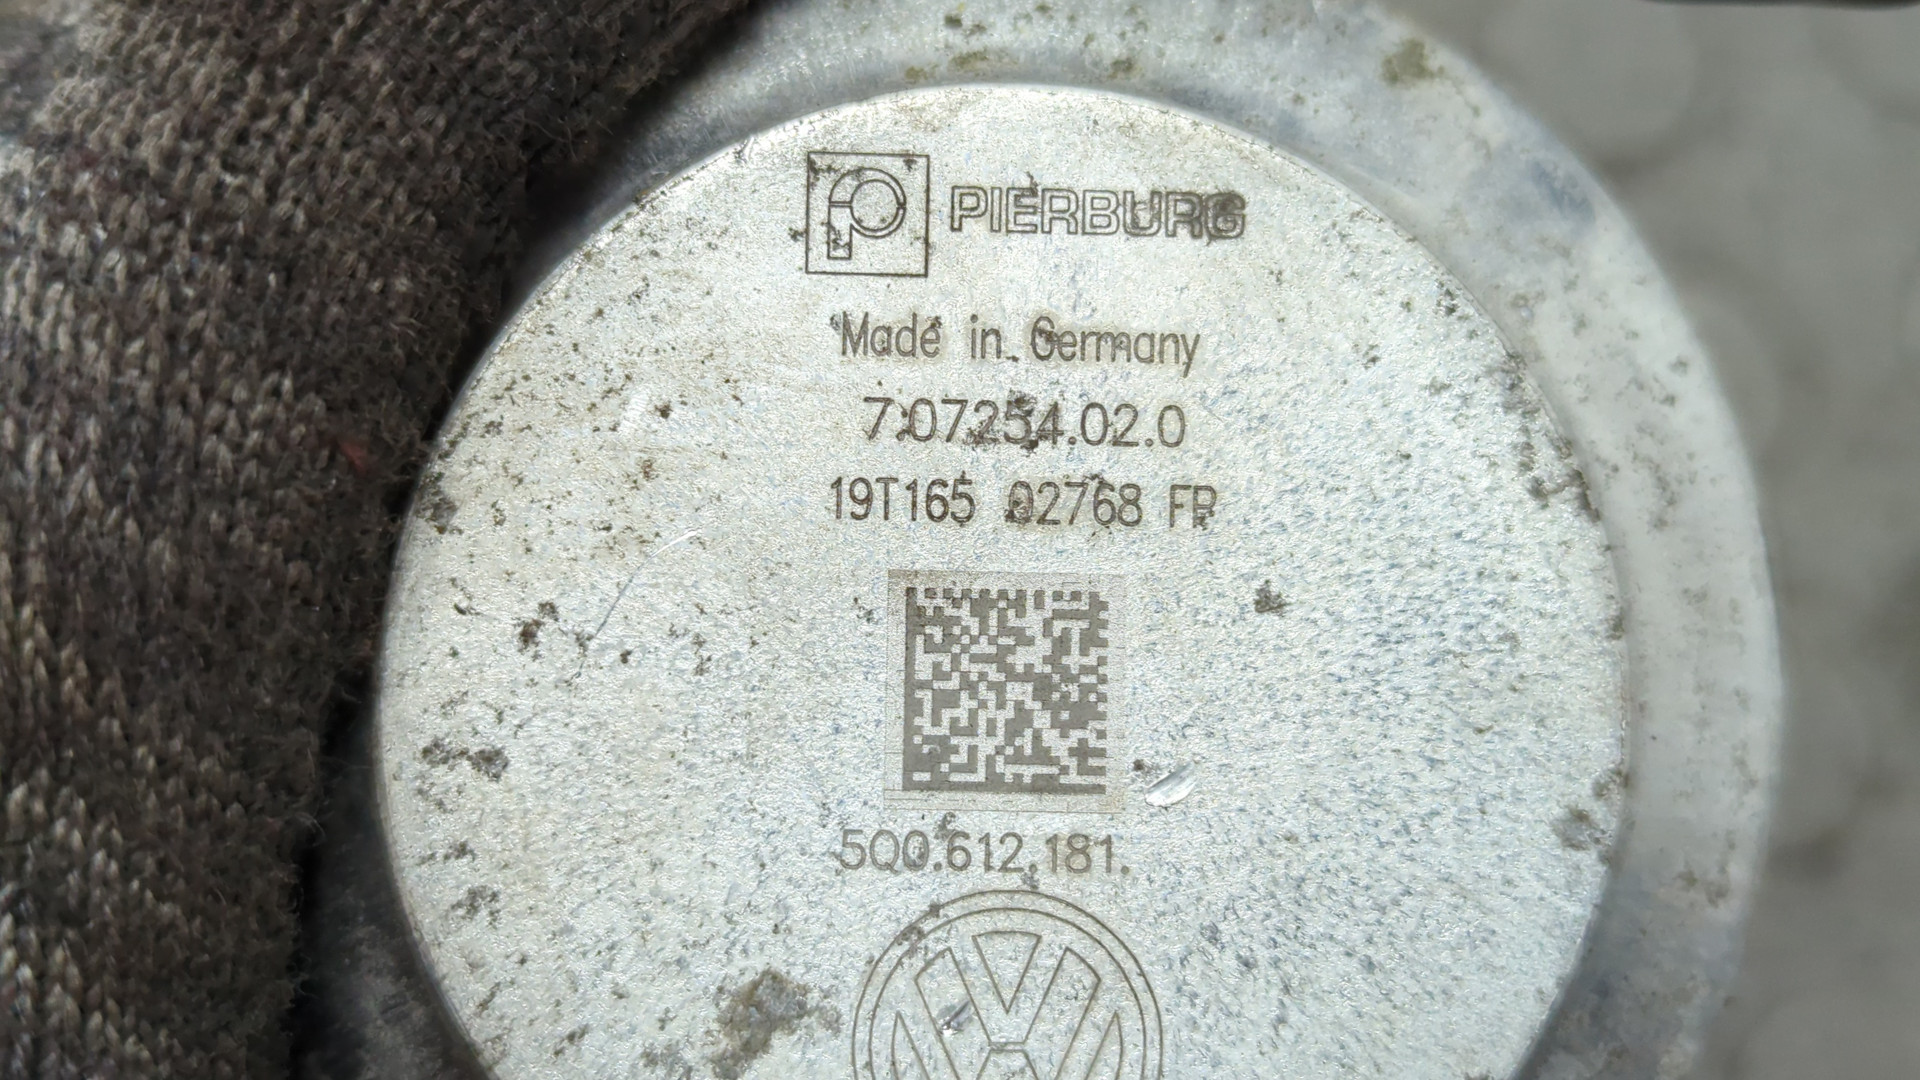 PIERBURG
Made in Germany
7.07254.02.0
19T165 02768 FP
5Q0.612.181.